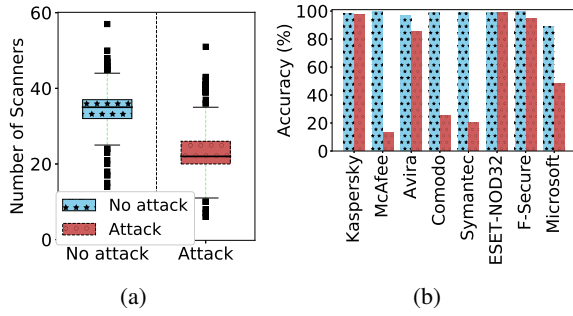 Number of Scanners
60
40
20
0
No attack
Attack
No attack
Attack
(a)
Accuracy (%)
100
80
60
40
20
0
Kaspersky
McAfee
Avira
Comodo
Symantec
ESET-NOD32
F-Secure
Microsoft
(b)